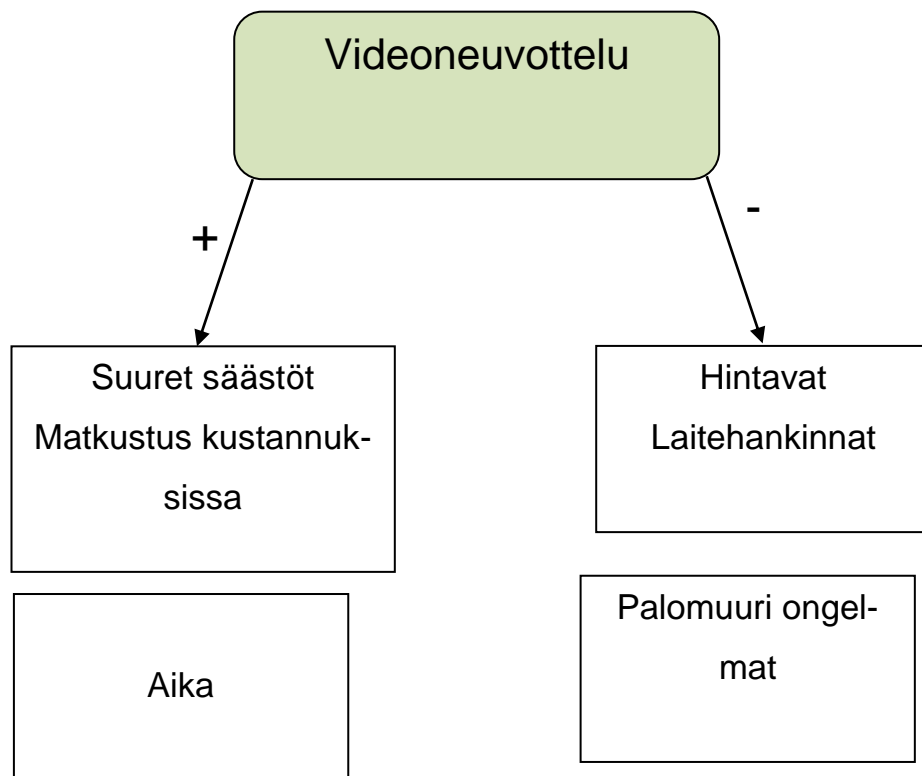 Videoneuvottelu
+
-
Suuret säästöt
Matkustus kustannuk-
sissa
Hintavat
Laitehankinnat
Aika
Palomuuri ongel-
mat